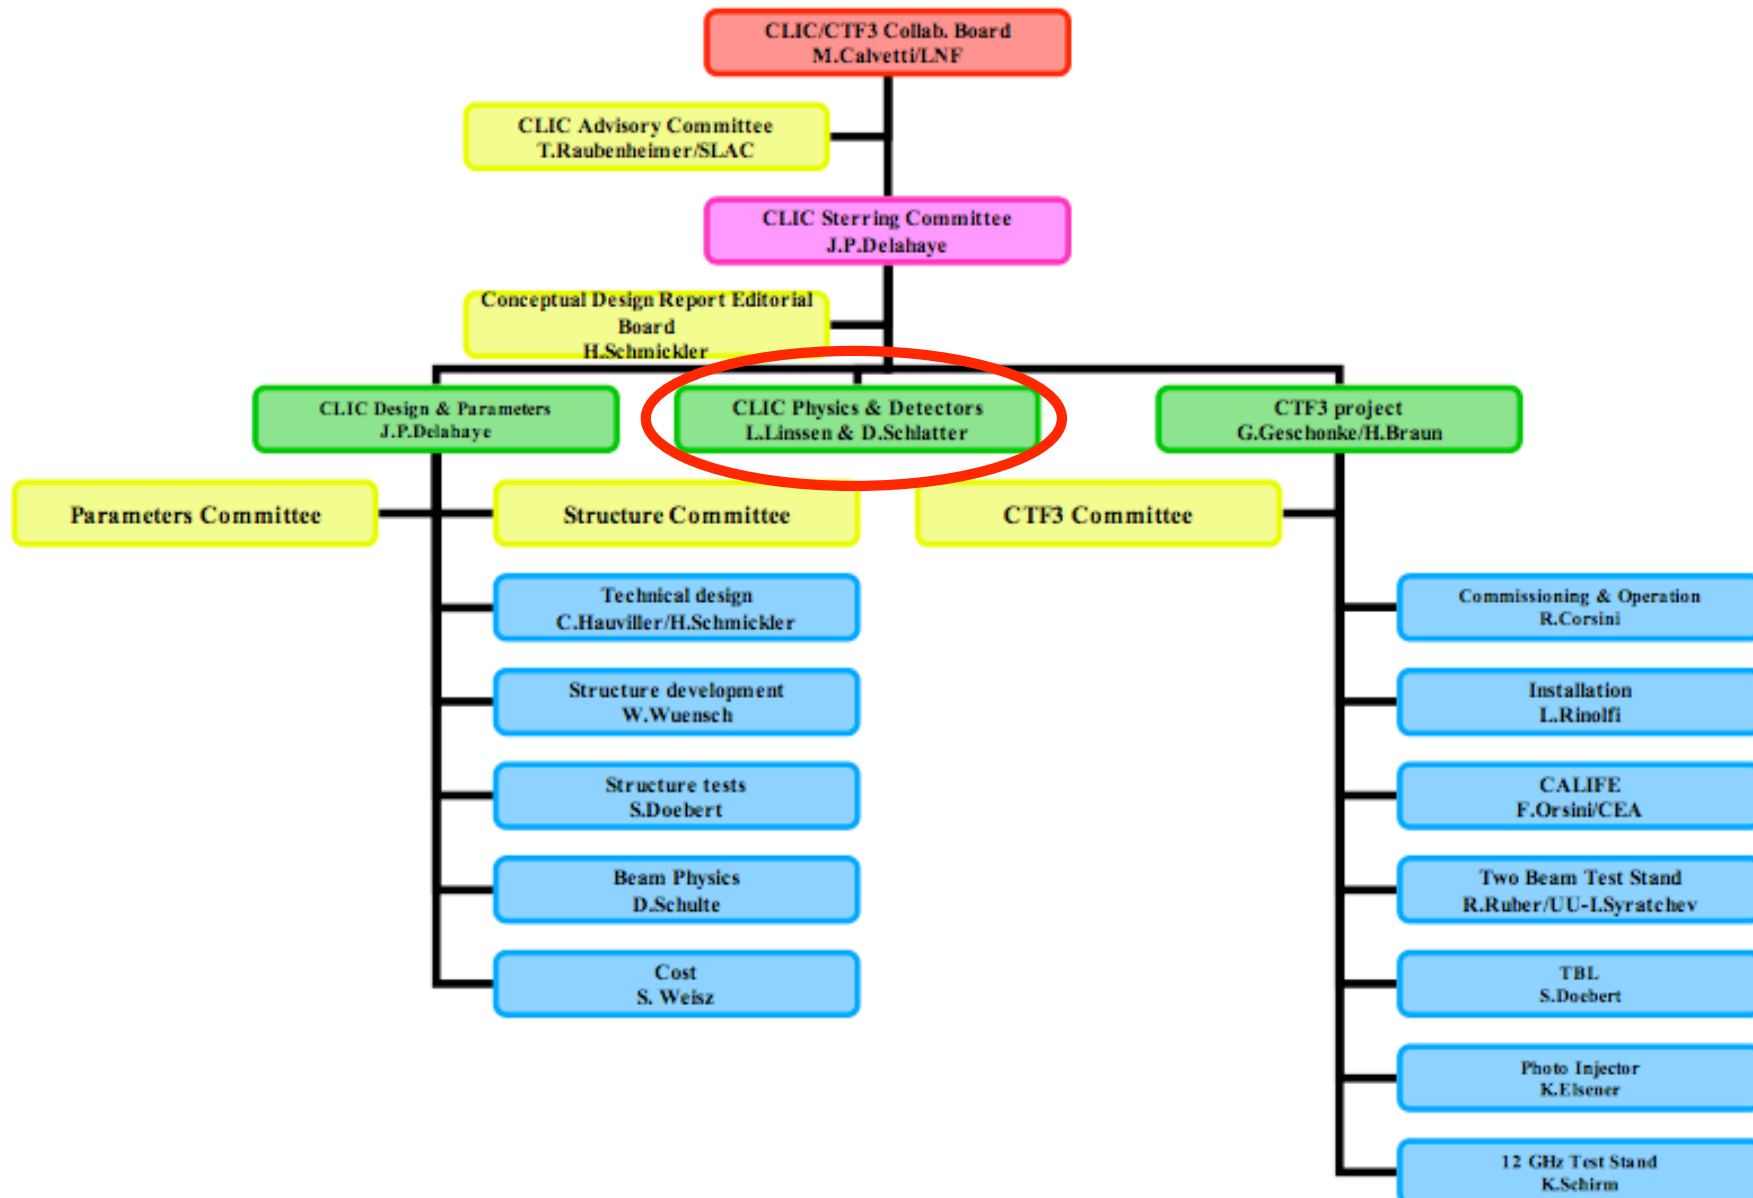 CLIC/CTF3 Collab. Board
M.Calvetti/LNF
CLIC Advisory Committee
T.Raubenheimer/SLAC
CLIC Sterring Committee
J.P.Delahaye
Conceptual Design Report Editorial
Board
H.Schmickler
CLIC Design & Parameters
J.P.Delahaye
CLIC Physics & Detectors
L.Linssen & D.Schlatter
CTF3 project
G.Geschonke/H.Braun
Parameters Committee
Structure Committee
CTF3 Committee
Technical design
C.Hauviller/H.Schmickler
Structure development
W.Wuensch
Structure tests
S.Doebert
Beam Physics
D.Schulte
Cost
S. Weisz
Commissioning & Operation
R.Corsini
Installation
L.Rinolfi
CALIFE
F.Orsini/CEA
Two Beam Test Stand
R.Ruber/UU-I.Syratchev
TBL
S.Doebert
Photo Injector
K.Elsener
12 GHz Test Stand
K.Schirm